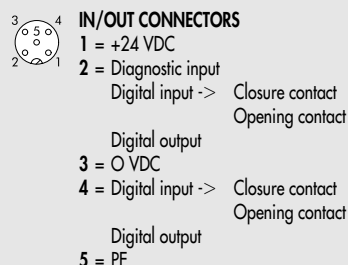 3 4
5
2 1
IN/OUT CONNECTORS
1 = +24 VDC
2 = Diagnostic input
Digital input -> Closure contact
Opening contact
Digital output
3 = O VDC
4 = Digital input -> Closure contact
Opening contact
Digital output
5 = PE